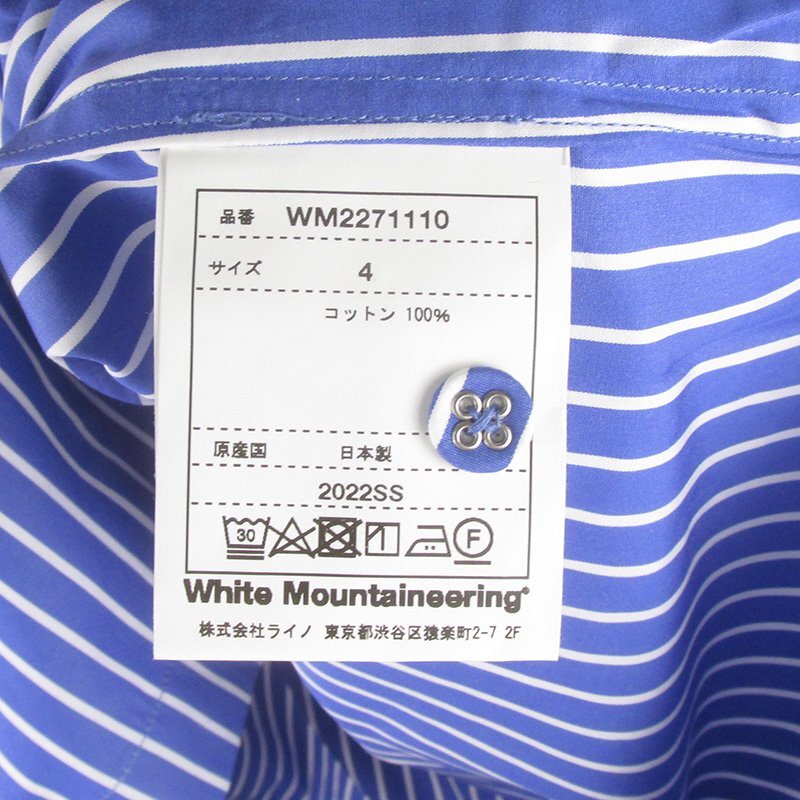 品番 WM2271110
サイズ 4
コットン 100%
原産国 日本製
2022SS
30 F
White Mountaineering®
株式会社ライノ 東京都渋谷区猿楽町2-7 2F